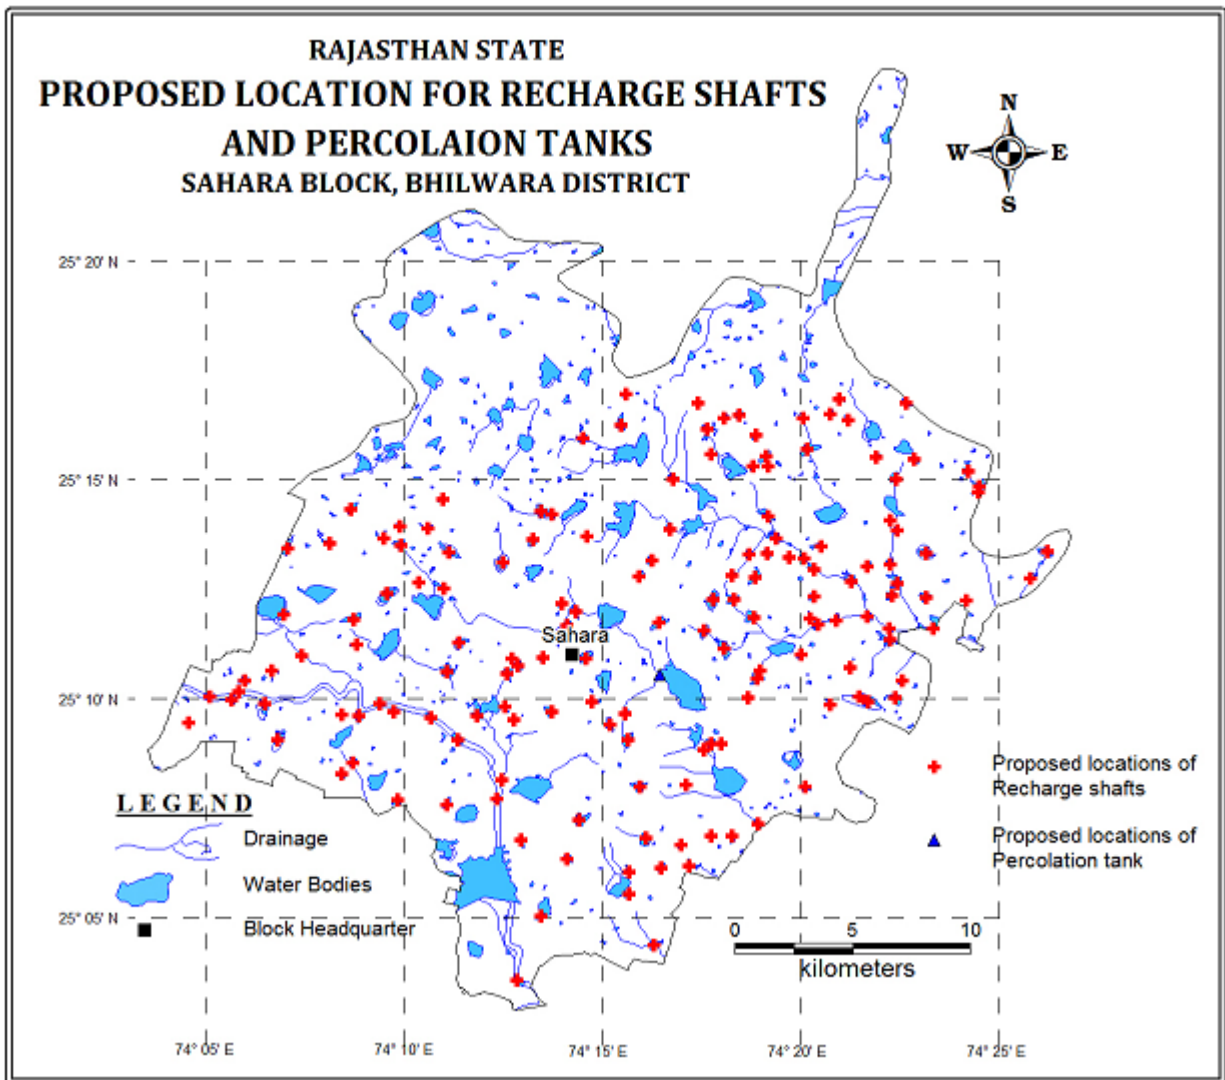 RAJASTHAN STATE
PROPOSED LOCATION FOR RECHARGE SHAFTS
AND PERCOLAION TANKS
SAHARA BLOCK, BHILWARA DISTRICT
N
W E
S
25° 20' N
25° 15' N
Sahara
25° 10' N
Proposed locations of
Recharge shafts
LEGEND
Drainage
Proposed locations of
Percolation tank
Water Bodies
25° 05' N
Block Headquarter
0 5 10
kilometers
74° 05' E 74° 10' E 74° 15' E 74° 20' E 74° 25' E